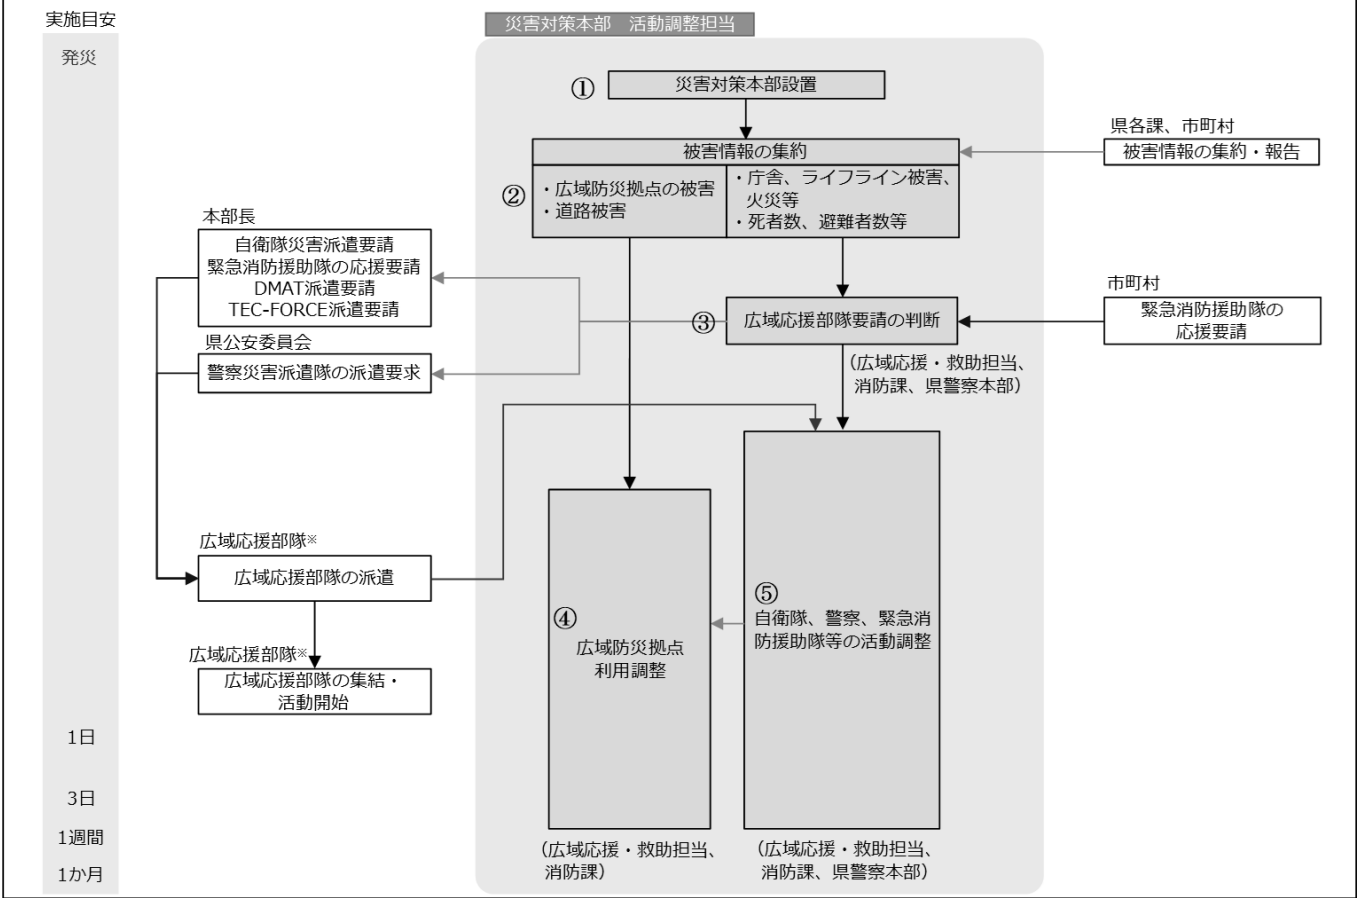 実施目安
災害対策本部　活動調整担当
発災
①
災害対策本部設置
県各課、市町村
被害情報の集約・報告
被害情報の集約
②
・広域防災拠点の被害
・道路被害
・庁舎、ライフライン被害、
火災等
・死者数、避難者数等
本部長
自衛隊災害派遣要請
緊急消防援助隊の応援要請
DMAT派遣要請
TEC-FORCE派遣要請
市町村
緊急消防援助隊の
応援要請
③
広域応援部隊要請の判断
県公安委員会
警察災害派遣隊の派遣要求
（広域応援・救助担当、
消防課、県警察本部）
広域応援部隊※
広域応援部隊の派遣
④
広域防災拠点
利用調整
⑤
自衛隊、警察、緊急消
防援助隊等の活動調整
広域応援部隊※
広域応援部隊の集結・
活動開始
1日
3日
1週間
1か月
（広域応援・救助担当、
消防課）
（広域応援・救助担当、
消防課、県警察本部）